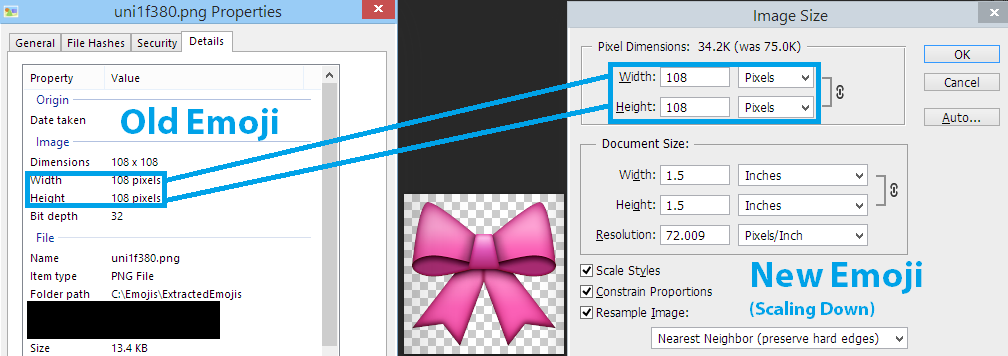 uni1f380.png Properties
General
File Hashes
Security
Details
Property Value
Origin
Date taken
Old Emoji
Image
Dimensions 108 x 108
Width 108 pixels
Height 108 pixels
Bit depth 32
File
Name uni1f380.png
Item type PNG File
Folder path C:\Emojis\ExtractedEmojis
Size 13.4 KB
Image Size
Pixel Dimensions: 34.2K (was 75.0K)
Width: 108 Pixels
Height: 108 Pixels
OK
Cancel
Auto...
Document Size:
Width: 1.5 Inches
Height: 1.5 Inches
Resolution: 72.009 Pixels/Inch
Scale Styles
Constrain Proportions
Resample Image:
Nearest Neighbor (preserve hard edges)
New Emoji
(Scaling Down)